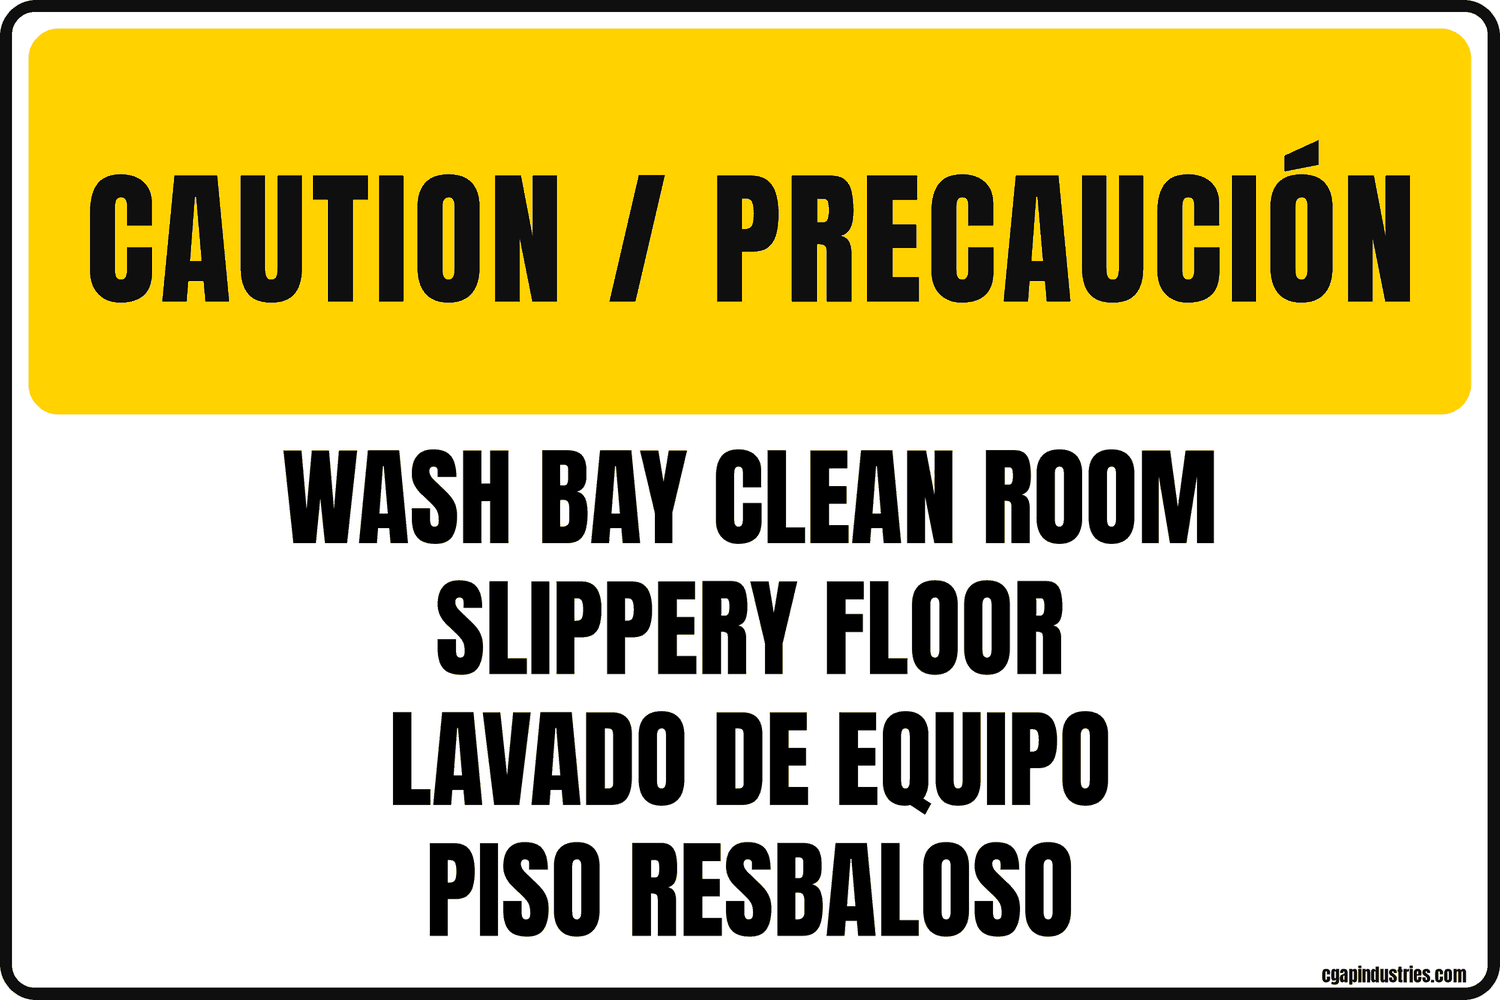 CAUTION / PRECAUCIÓN
WASH BAY CLEAN ROOM
SLIPPERY FLOOR
LAVADO DE EQUIPO
PISO RESBALOSO
cgapindustries.com